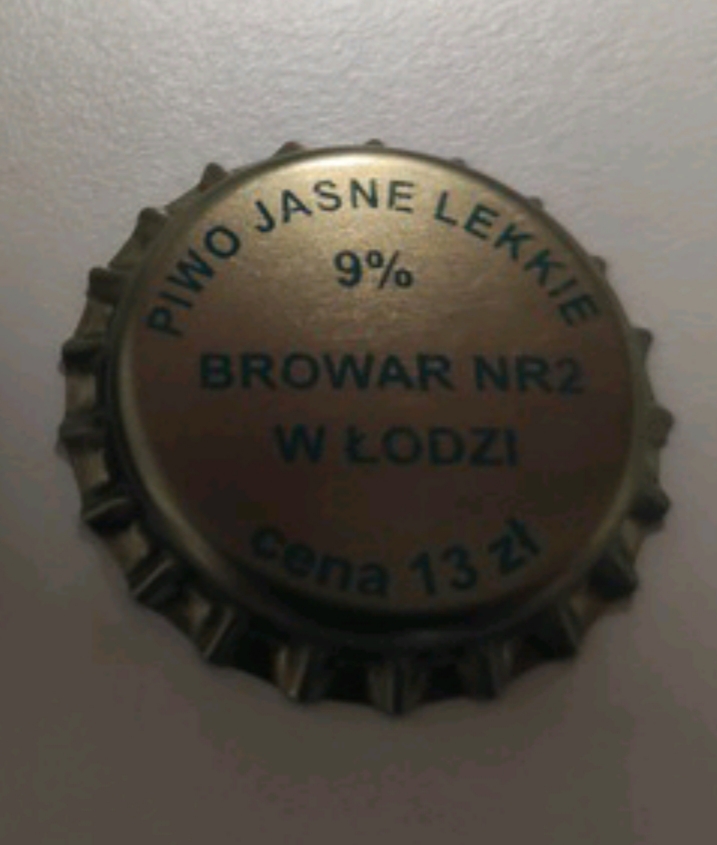 PIWO JASNE LEKKIE
9%
BROWAR NR2
W ŁODZI
cena 13 zł